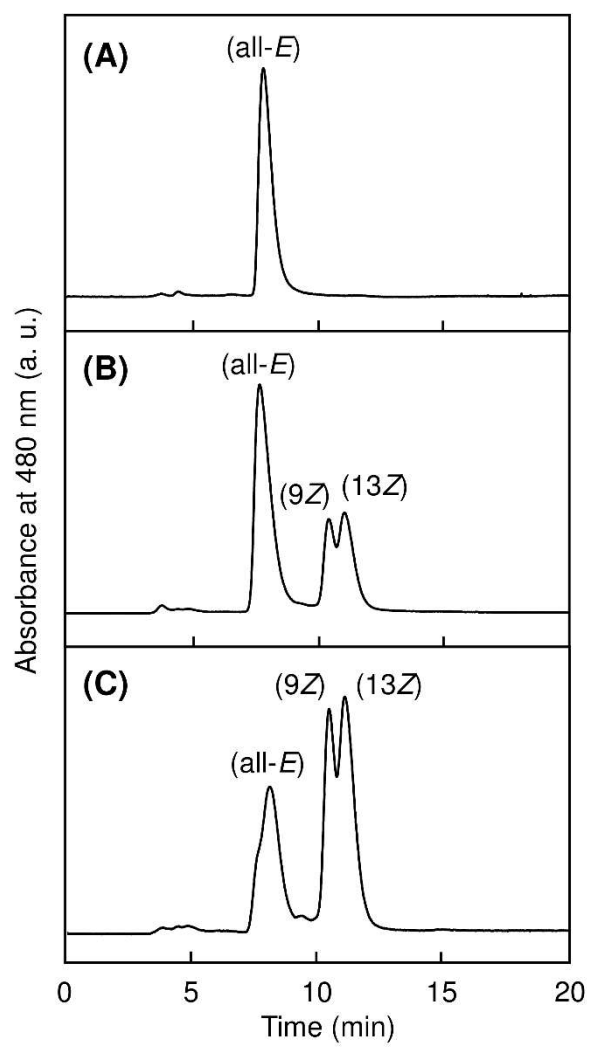 (A)
(all-E)
(B)
(all-E)
(9Z)
(13Z)
(C)
(9Z)
(13Z)
(all-E)
Absorbance at 480 nm (a. u.)
0 5 10 15 20
Time (min)